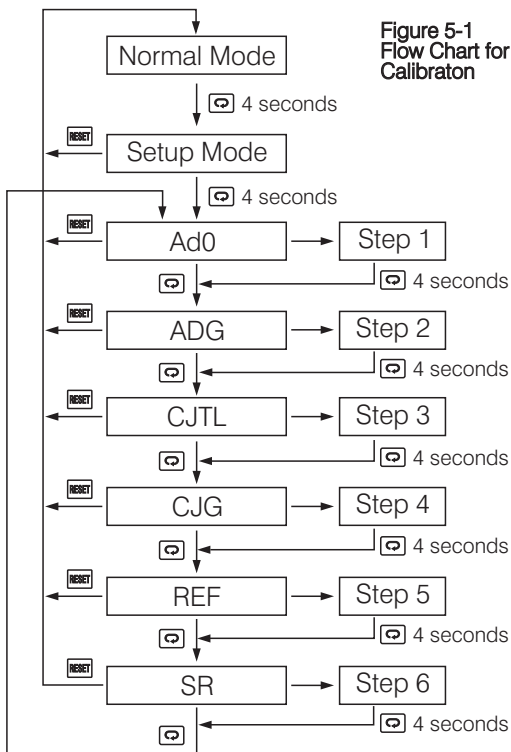 Figure 5-1
Flow Chart for
Calibraton
Normal Mode
4 seconds
RESET
Setup Mode
4 seconds
RESET
Ad0
Step 1
4 seconds
RESET
ADG
Step 2
4 seconds
RESET
CJTL
Step 3
4 seconds
RESET
CJG
Step 4
4 seconds
RESET
REF
Step 5
4 seconds
RESET
SR
Step 6
4 seconds